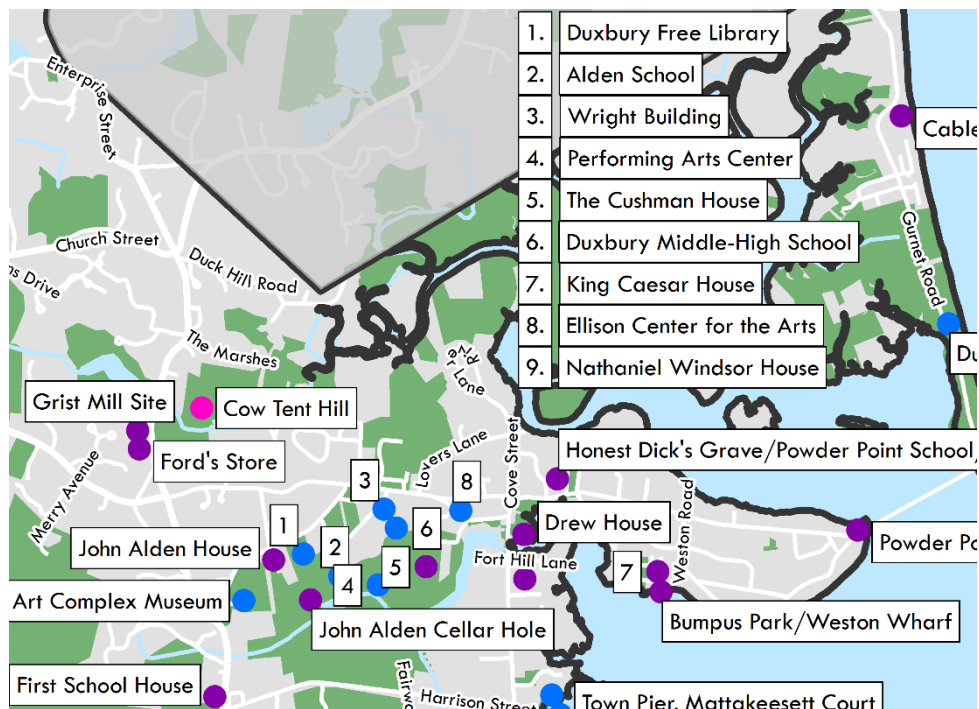 1. Duxbury Free Library
2. Alden School
3. Wright Building
4. Performing Arts Center
5. The Cushman House
6. Duxbury Middle-High School
7. King Caesar House
8. Ellison Center for the Arts
9. Nathaniel Windsor House
Enterprise Street
Cable
Church Street
Duck Hill Road
Gurnet Road
ns Drive
The Marshes
Du
River Lane
Grist Mill Site
Cow Tent Hill
Ford's Store
Merry Avenue
Lovers Lane
Cove Street
Honest Dick's Grave/Powder Point School/
3
8
Weston Road
1
6
Drew House
John Alden House
2
Powder Po
5
Fort Hill Lane
7
4
Art Complex Museum
John Alden Cellar Hole
Bumpus Park/Weston Wharf
First School House
Fairw
Harrison Street
Town Pier, Mattakeesett Court